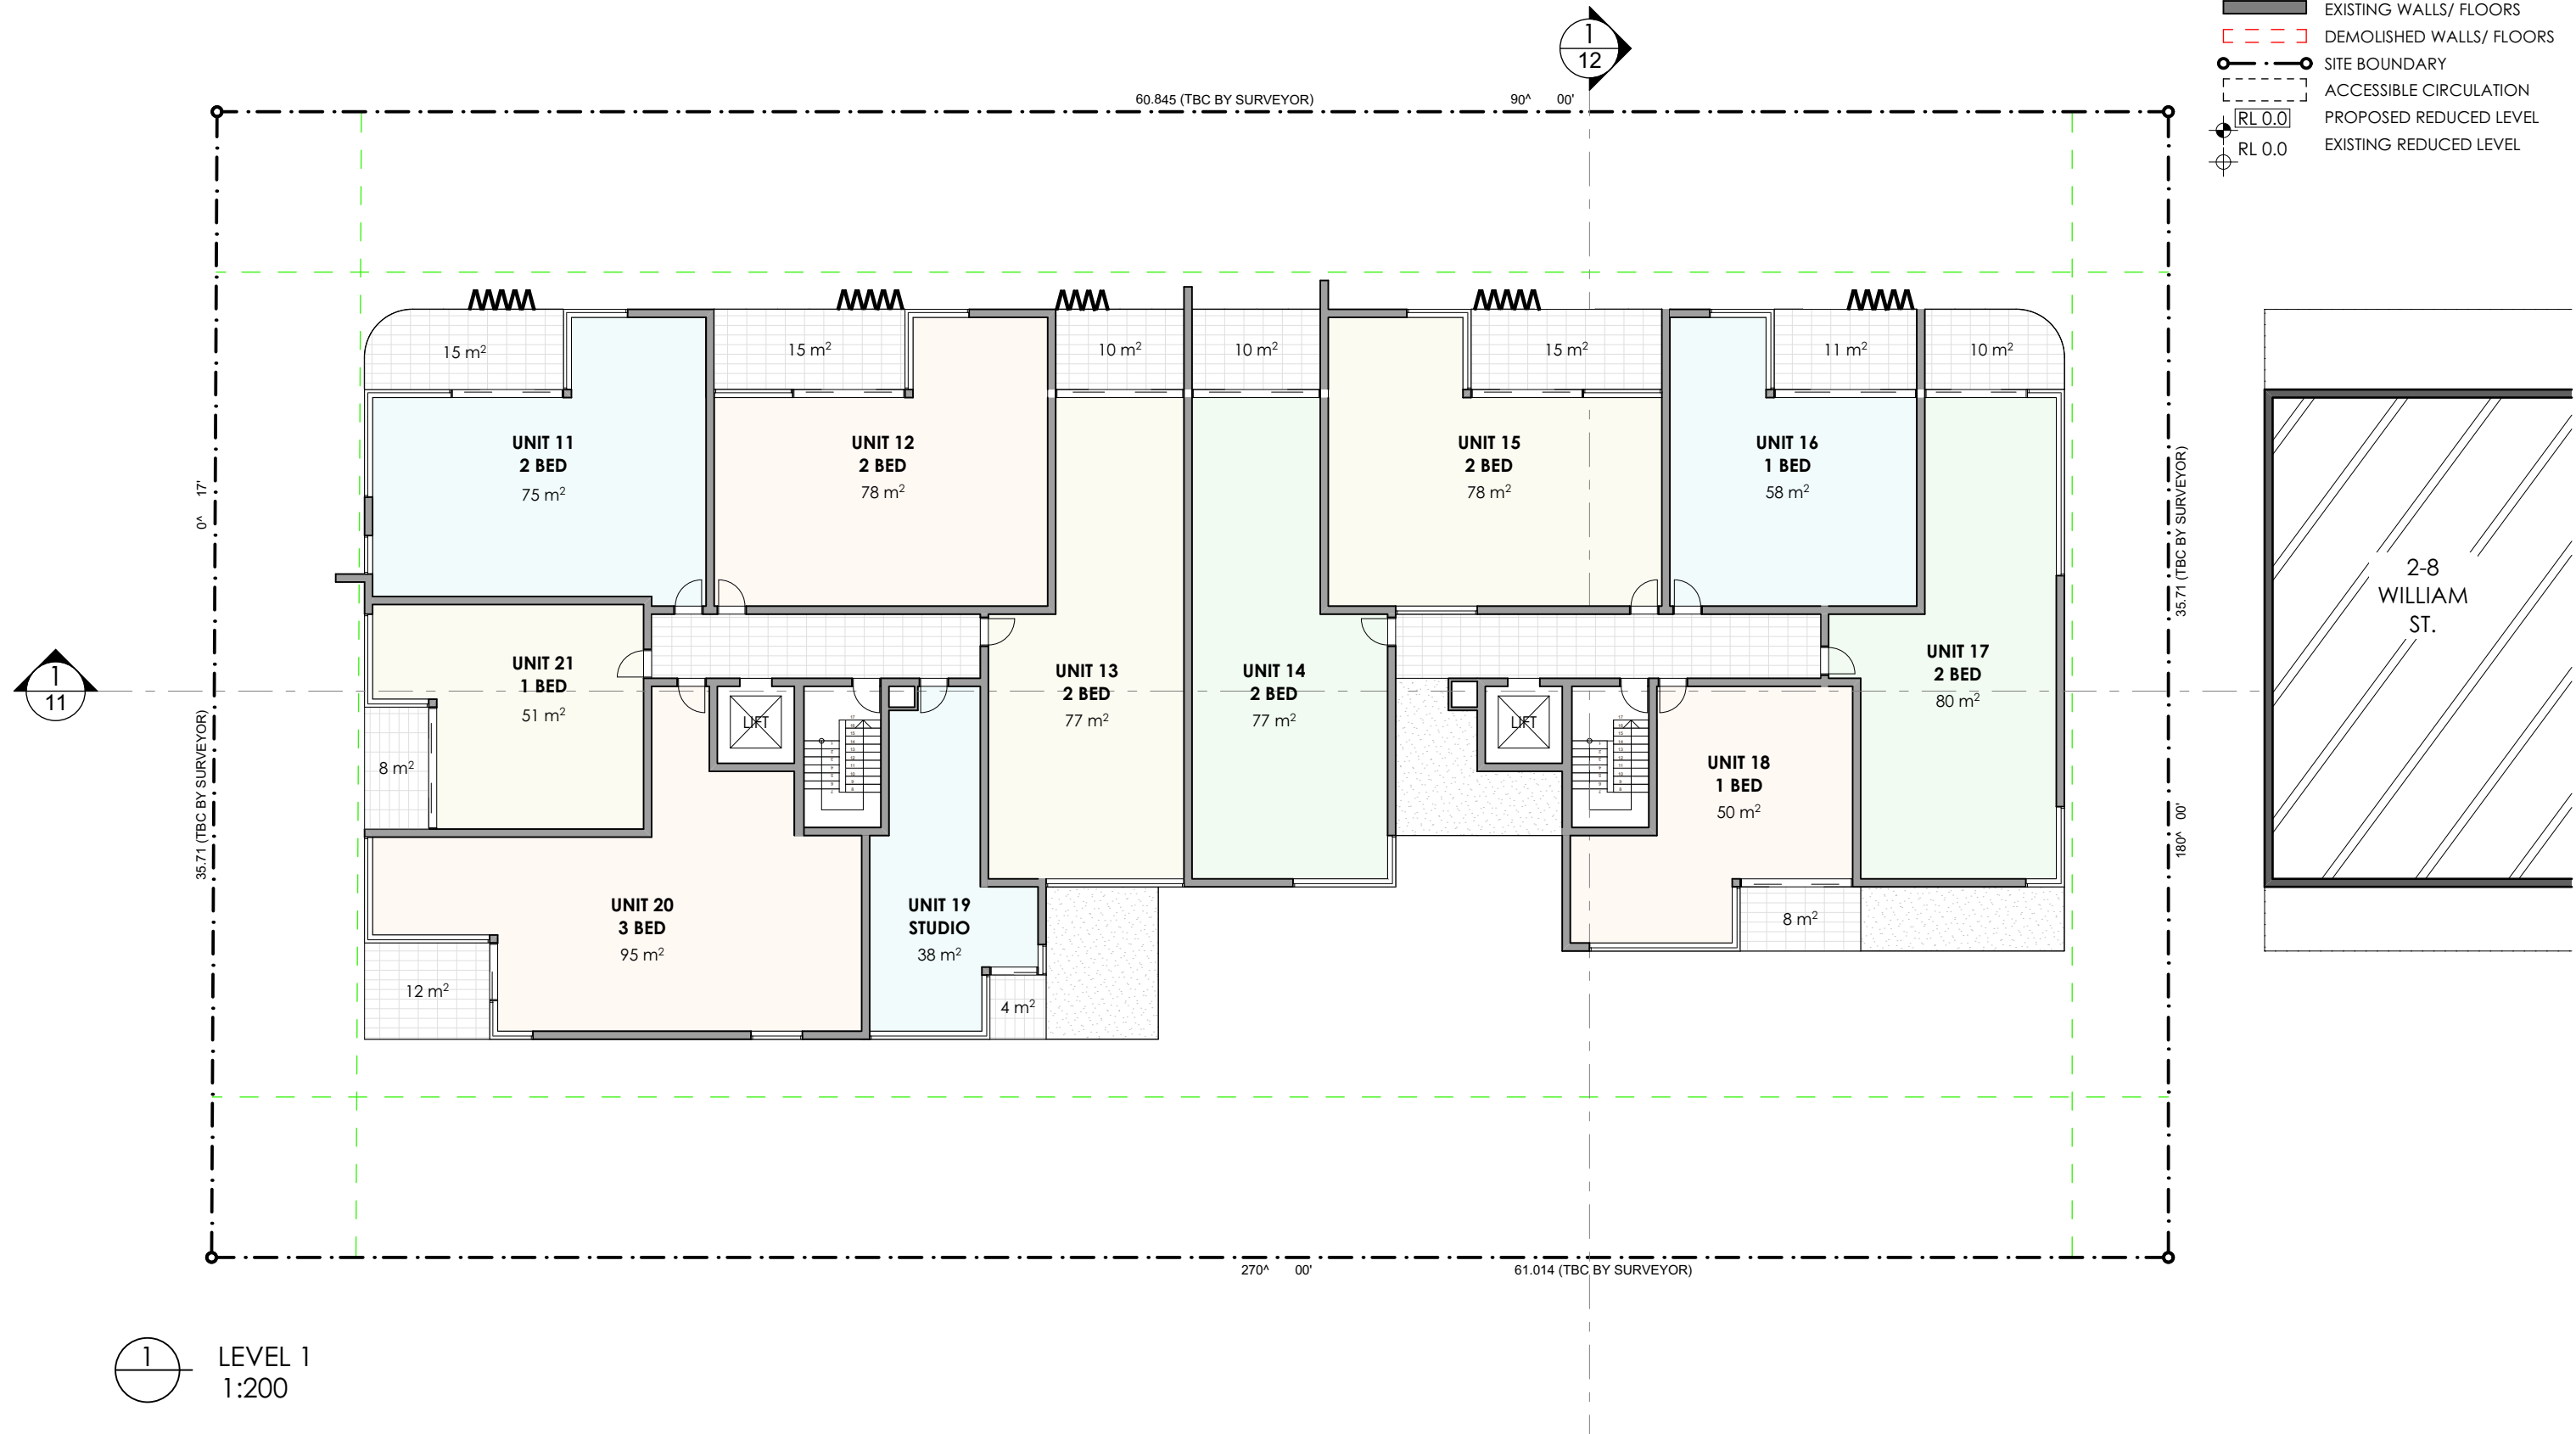 EXISTING WALLS/ FLOORS
DEMOLISHED WALLS/ FLOORS
SITE BOUNDARY
ACCESSIBLE CIRCULATION
RL 0.0 PROPOSED REDUCED LEVEL
RL 0.0 EXISTING REDUCED LEVEL
1
12
60.845 (TBC BY SURVEYOR) 90^ 00'
15 m²
15 m²
10 m²
10 m²
15 m²
11 m²
10 m²
UNIT 11
2 BED
75 m²
UNIT 12
2 BED
78 m²
UNIT 15
2 BED
78 m²
UNIT 16
1 BED
58 m²
0^ 17'
35.71 (TBC BY SURVEYOR)
35.71 (TBC BY SURVEYOR)
180^ 00'
2-8
WILLIAM
ST.
1
11
UNIT 21
1 BED
51 m²
8 m²
LIFT
UNIT 13
2 BED
77 m²
UNIT 14
2 BED
77 m²
LIFT
UNIT 18
1 BED
50 m²
UNIT 17
2 BED
80 m²
UNIT 20
3 BED
95 m²
12 m²
UNIT 19
STUDIO
38 m²
4 m²
8 m²
270^ 00' 61.014 (TBC BY SURVEYOR)
1
LEVEL 1
1:200